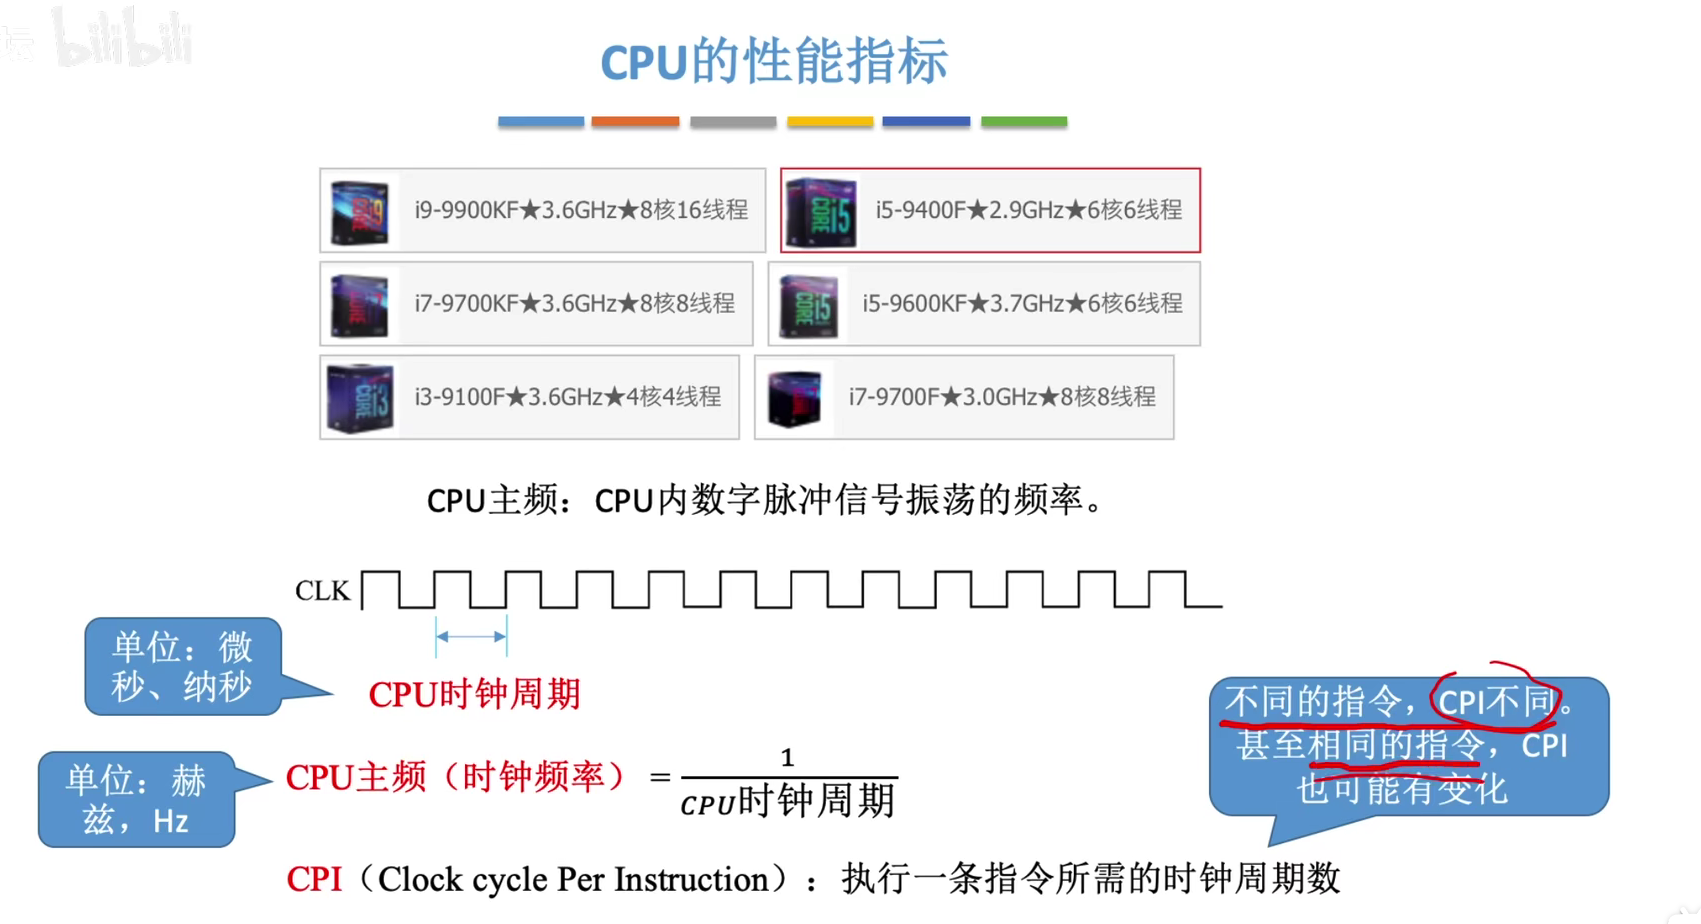 坛 bilibili
CPU的性能指标
i9-9900KF★3.6GHz★8核16线程
i5-9400F★2.9GHz★6核6线程
i7-9700KF★3.6GHz★8核8线程
i5-9600KF★3.7GHz★6核6线程
i3-9100F★3.6GHz★4核4线程
i7-9700F★3.0GHz★8核8线程
CPU主频：CPU内数字脉冲信号振荡的频率。
CLK
单位：微
秒、纳秒
CPU时钟周期
不同的指令，CPI不同。
甚至相同的指令，CPI
也可能有变化
单位：赫
兹，Hz
CPU主频（时钟频率）= 1 / CPU时钟周期
CPI（Clock cycle Per Instruction）：执行一条指令所需的时钟周期数